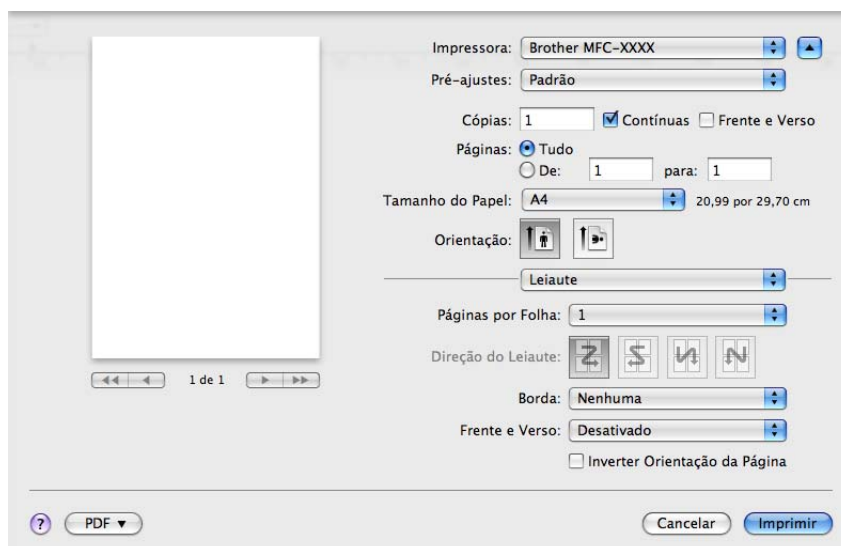 Impressora: Brother MFC-XXXX
Pré-ajustes: Padrão
Cópias: 1 Contínuas Frente e Verso
Páginas: Tudo
De: 1 para: 1
Tamanho do Papel: A4 20,99 por 29,70 cm
Orientação:
Leiaute
Páginas por Folha: 1
Direção do Leiaute:
1 de 1
Borda: Nenhuma
Frente e Verso: Desativado
Inverter Orientação da Página
? PDF Cancelar Imprimir